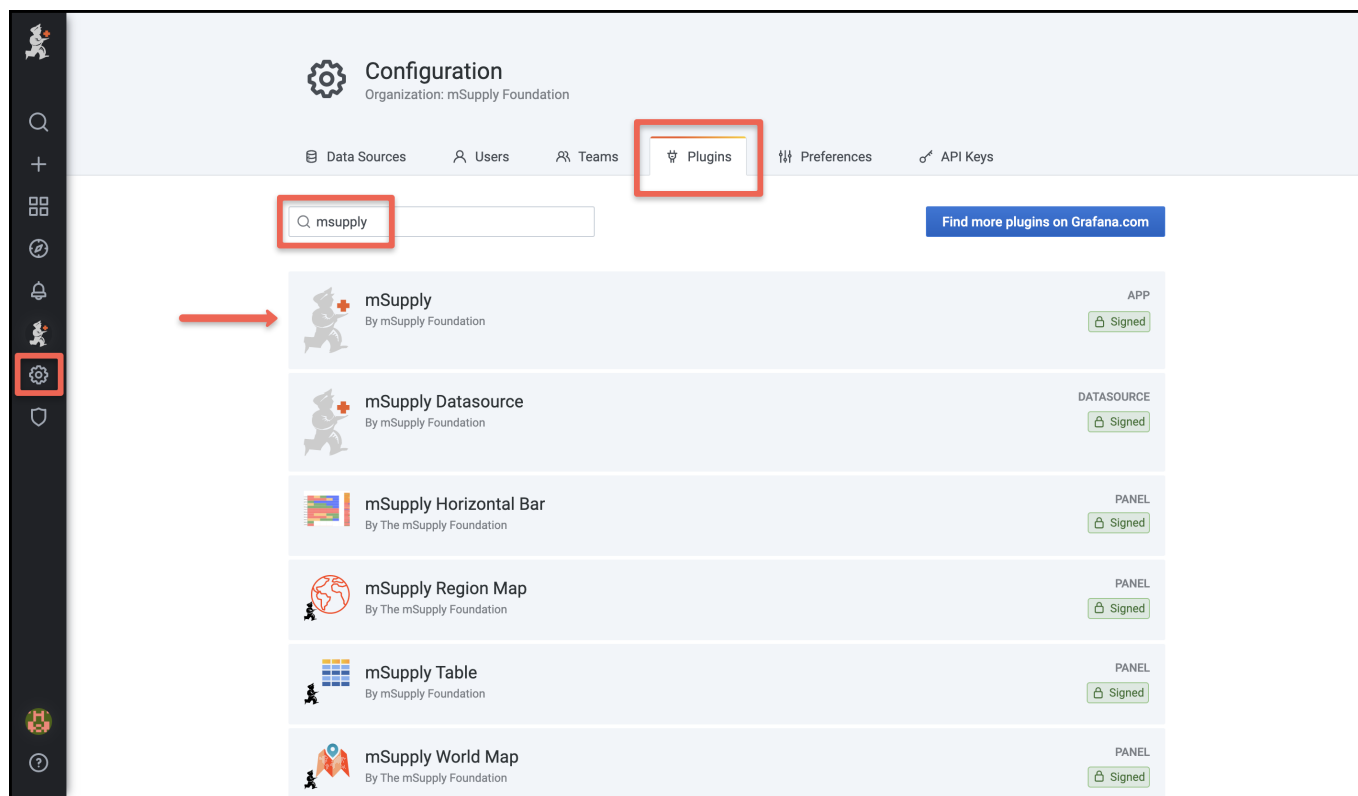 Configuration
Organization: mSupply Foundation
Data Sources Users Teams Plugins Preferences API Keys
msupply Find more plugins on Grafana.com
mSupply APP
By mSupply Foundation Signed
mSupply Datasource DATASOURCE
By mSupply Foundation Signed
mSupply Horizontal Bar PANEL
By The mSupply Foundation Signed
mSupply Region Map PANEL
By The mSupply Foundation Signed
mSupply Table PANEL
By mSupply Foundation Signed
mSupply World Map PANEL
By The mSupply Foundation Signed